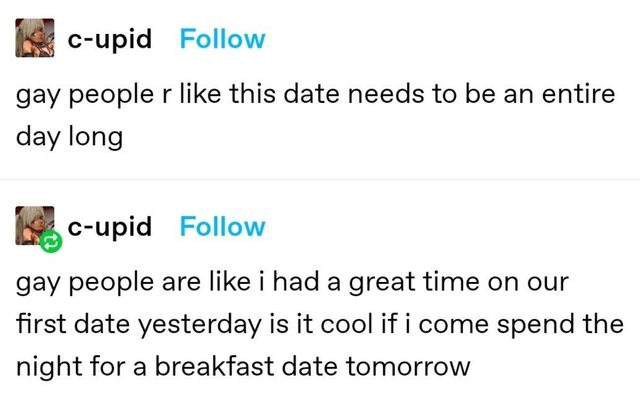 c-upid Follow
gay people r like this date needs to be an entire
day long
c-upid Follow
gay people are like i had a great time on our
first date yesterday is it cool if i come spend the
night for a breakfast date tomorrow